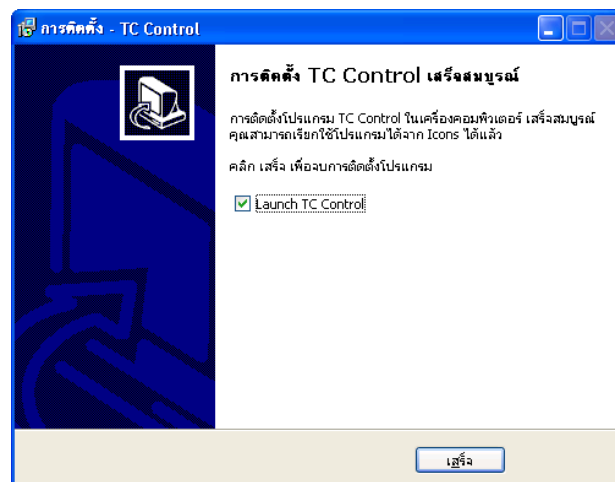 การติดตั้ง - TC Control
การติดตั้ง TC Control เสร็จสมบูรณ์
การติดตั้งโปรแกรม TC Control ในเครื่องคอมพิวเตอร์ เสร็จสมบูรณ์
คุณสามารถเรียกใช้โปรแกรมได้จาก Icons ได้แล้ว
คลิก เสร็จ เพื่อจบการติดตั้งโปรแกรม
Launch TC Control
เสร็จ